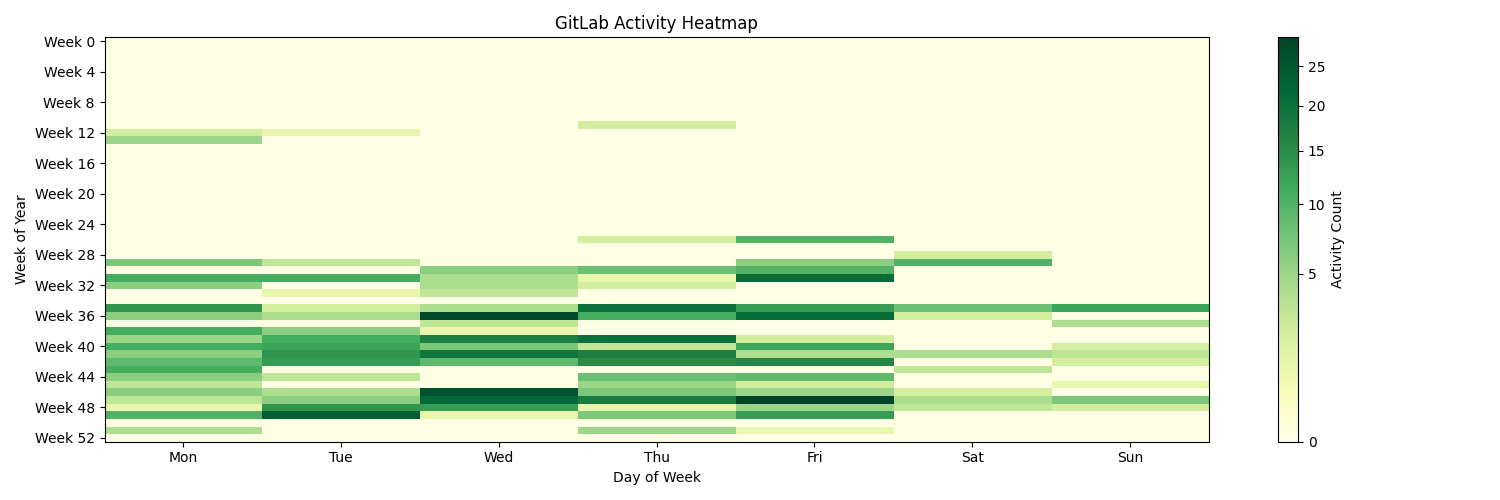 GitLab Activity Heatmap
Week 0
Week 4
Week 8
Week 12
Week 16
Week 20
Week 24
Week 28
Week 32
Week 36
Week 40
Week 44
Week 48
Week 52
Week of Year
Mon Tue Wed Thu Fri Sat Sun
Day of Week
25
20
15
10
5
0
Activity Count